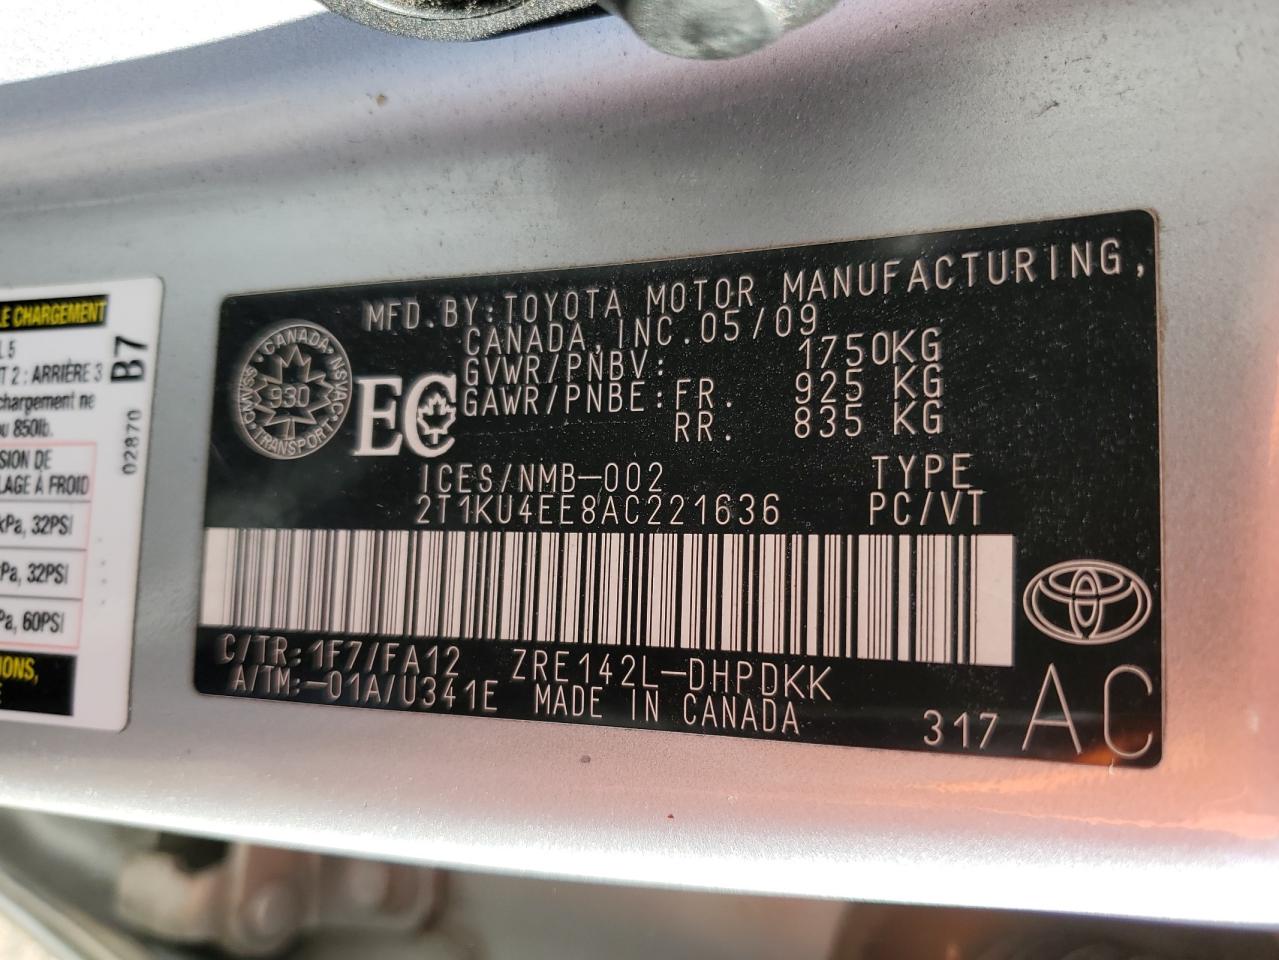 LE CHARGEMENT
L 5
T 2 : ARRIÈRE 3
chargement ne
ou 850lb.
SION DE
LAGE À FROID
kPa, 32PSI
Pa, 32PSI
Pa, 60PSI
IONS,
E
B7
02870
MFD.BY:TOYOTA MOTOR MANUFACTURING,
CANADA, INC.05/09
GVWR/PNBV: 1750KG
GAWR/PNBE:FR. 925 KG
RR. 835 KG
CANADA
NSVAC
TRANSPORT
930
EC
ICES/NMB-002 TYPE
2T1KU4EE8AC221636 PC/VT
C/TR:1F7/FA12 ZRE142L-DHPDKK
A/TM:-01A/U341E MADE IN CANADA
317 AC